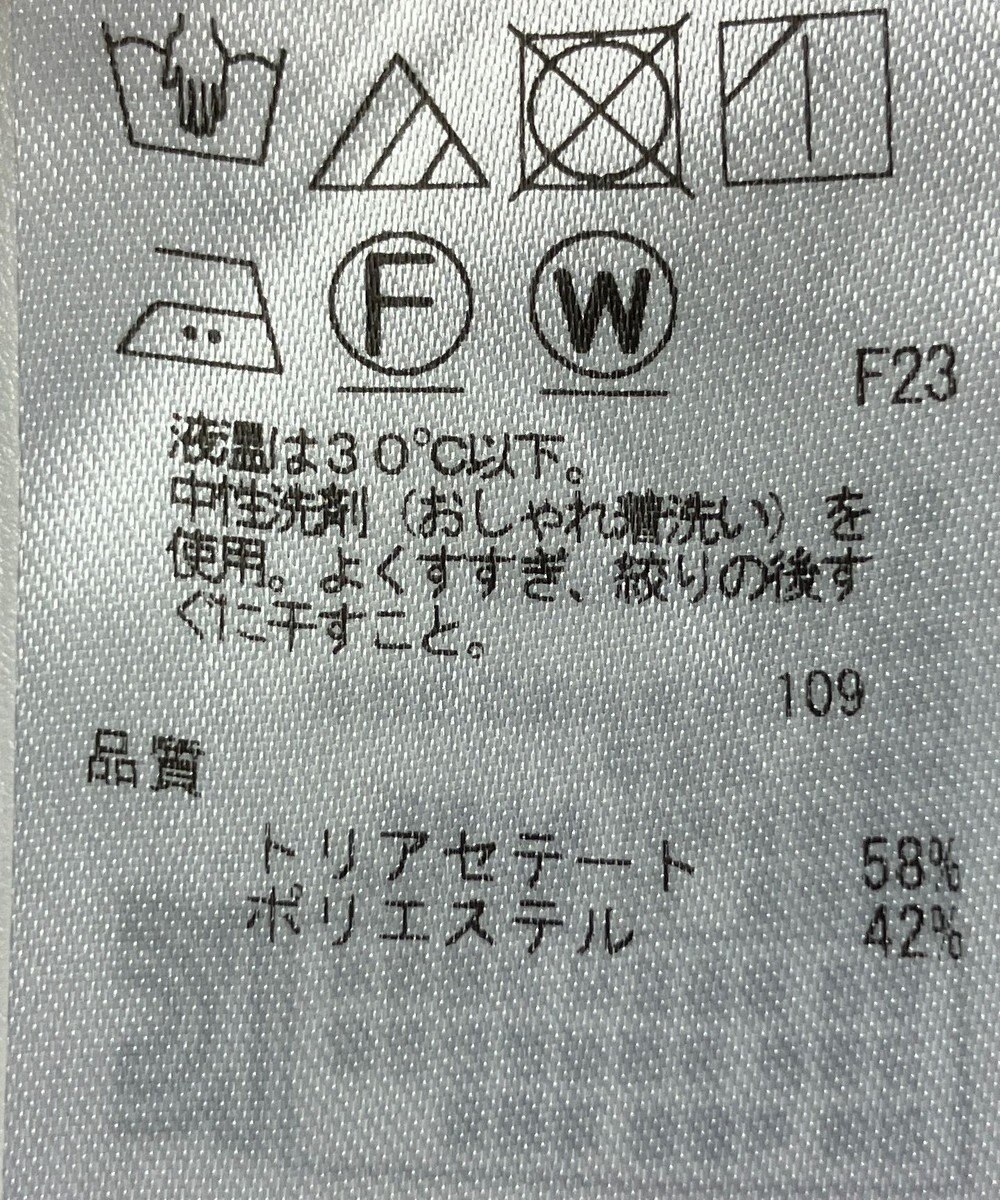 F W
F23
液温は30℃以下。
中性洗剤（おしゃれ着洗い）を
使用。よくすすぎ、絞りの後す
ぐに干すこと。
109
品質
トリアセテート 58%
ポリエステル 42%